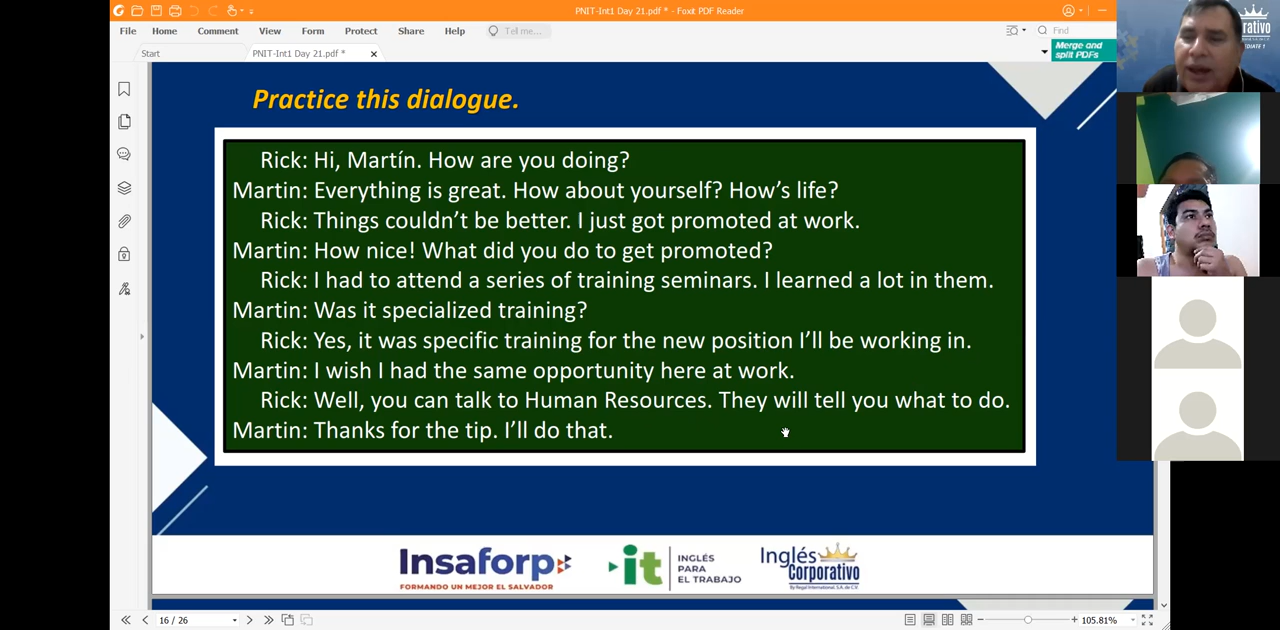 PNIT-Int1 Day 21.pdf * - Foxit PDF Reader
File Home Comment View Form Protect Share Help Tell me... Find
Start PNIT-Int1 Day 21.pdf *
Merge and
split PDFs
Practice this dialogue.
Rick: Hi, Martín. How are you doing?
Martin: Everything is great. How about yourself? How’s life?
Rick: Things couldn’t be better. I just got promoted at work.
Martin: How nice! What did you do to get promoted?
Rick: I had to attend a series of training seminars. I learned a lot in them.
Martin: Was it specialized training?
Rick: Yes, it was specific training for the new position I’ll be working in.
Martin: I wish I had the same opportunity here at work.
Rick: Well, you can talk to Human Resources. They will tell you what to do.
Martin: Thanks for the tip. I’ll do that.
Insaforp
FORMANDO UN MEJOR EL SALVADOR
it
INGLÉS
PARA
EL TRABAJO
Inglés
Corporativo
By Regal International, S.A. de C.V.
16 / 26
105.81%
rativo
DIATE 1